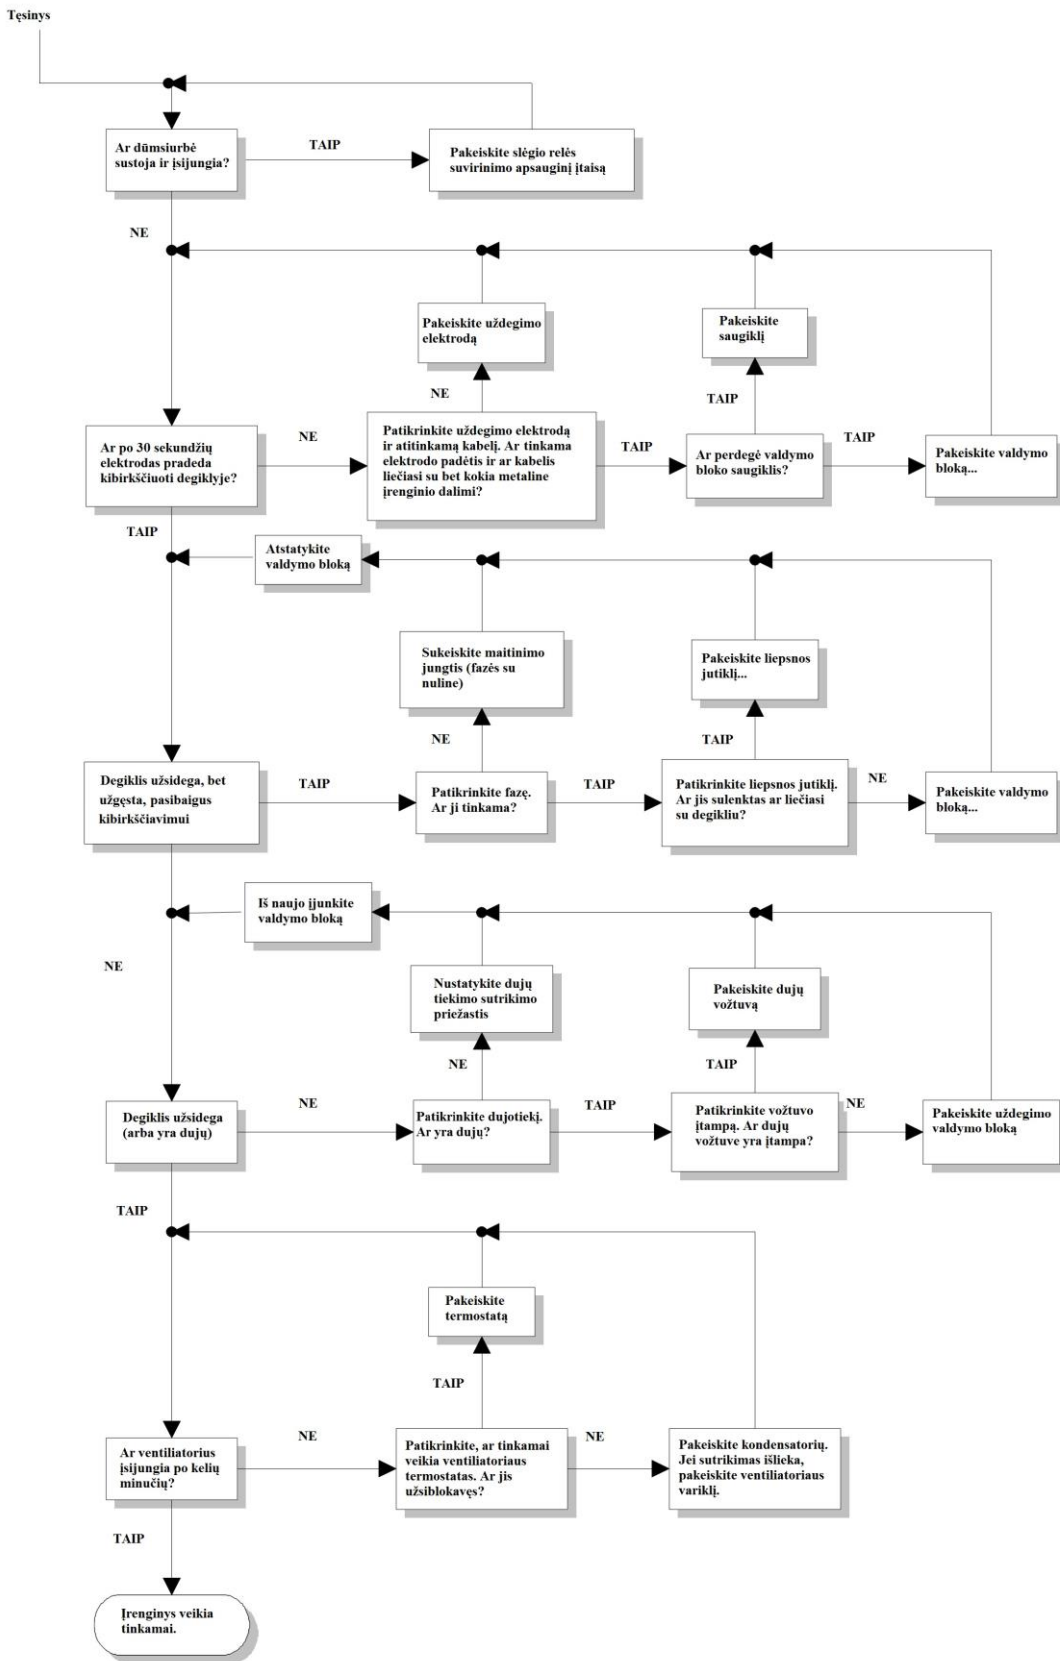 Tęsinys
Ar dūmsiurbė
sustoja ir įsijungia?
TAIP
Pakeiskite slėgio relės
suvirinimo apsauginį įtaisą
NE
Pakeiskite uždegimo
elektrodą
Pakeiskite
saugiklį
NE
TAIP
Ar po 30 sekundžių
elektrodas pradeda
kibirkščiuoti degiklyje?
NE
Patikrinkite uždegimo elektrodą
ir atitinkamą kabelį. Ar tinkama
elektrodo padėtis ir ar kabelis
liečiasi su bet kokia metaline
įrenginio dalimi?
TAIP
Ar perdegė valdymo
bloko saugiklis?
TAIP
Pakeiskite valdymo
bloką...
TAIP
Atstatykite
valdymo bloką
Sukeiskite maitinimo
jungtis (fazės su
nuline)
Pakeiskite liepsnos
jutiklį...
NE
TAIP
Degiklis užsidega, bet
užgęsta, pasibaigus
kibirkščiavimui
TAIP
Patikrinkite fazę.
Ar ji tinkama?
TAIP
Patikrinkite liepsnos jutiklį.
Ar jis sulenktas ar liečiasi
su degikliu?
NE
Pakeiskite valdymo
bloką...
Iš naujo įjunkite
valdymo bloką
NE
Nustatykite dujų
tiekimo sutrikimo
priežastis
Pakeiskite dujų
vožtuvą
NE
TAIP
Degiklis užsidega
(arba yra dujų)
NE
Patikrinkite dujotiekį.
Ar yra dujų?
TAIP
Patikrinkite vožtuvo
įtampą. Ar dujų
vožtuve yra įtampa?
NE
Pakeiskite uždegimo
valdymo bloką
TAIP
Pakeiskite
termostatą
TAIP
Ar ventiliatorius
įsijungia po kelių
minučių?
NE
Patikrinkite, ar tinkamai
veikia ventiliatoriaus
termostatas. Ar jis
užsiblokavęs?
NE
Pakeiskite kondensatorių.
Jei sutrikimas išlieka,
pakeiskite ventiliatoriaus
variklį.
TAIP
Įrenginys veikia
tinkamai.